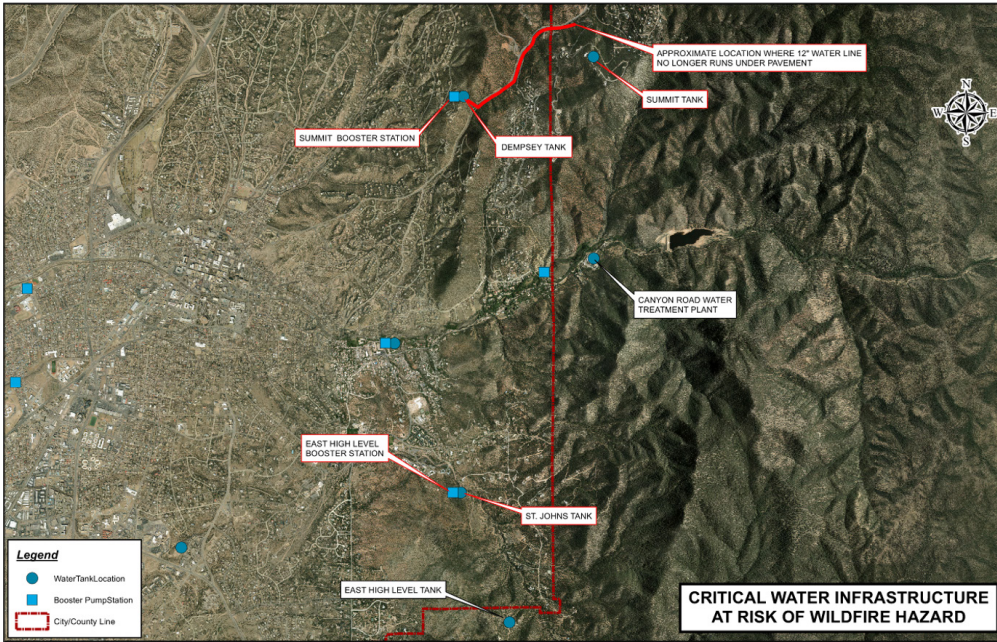 APPROXIMATE LOCATION WHERE 12" WATER LINE
NO LONGER RUNS UNDER PAVEMENT
SUMMIT TANK
N
W
E
S
SUMMIT BOOSTER STATION
DEMPSEY TANK
CANYON ROAD WATER
TREATMENT PLANT
EAST HIGH LEVEL
BOOSTER STATION
ST. JOHNS TANK
EAST HIGH LEVEL TANK
Legend
WaterTankLocation
Booster PumpStation
City/County Line
CRITICAL WATER INFRASTRUCTURE
AT RISK OF WILDFIRE HAZARD